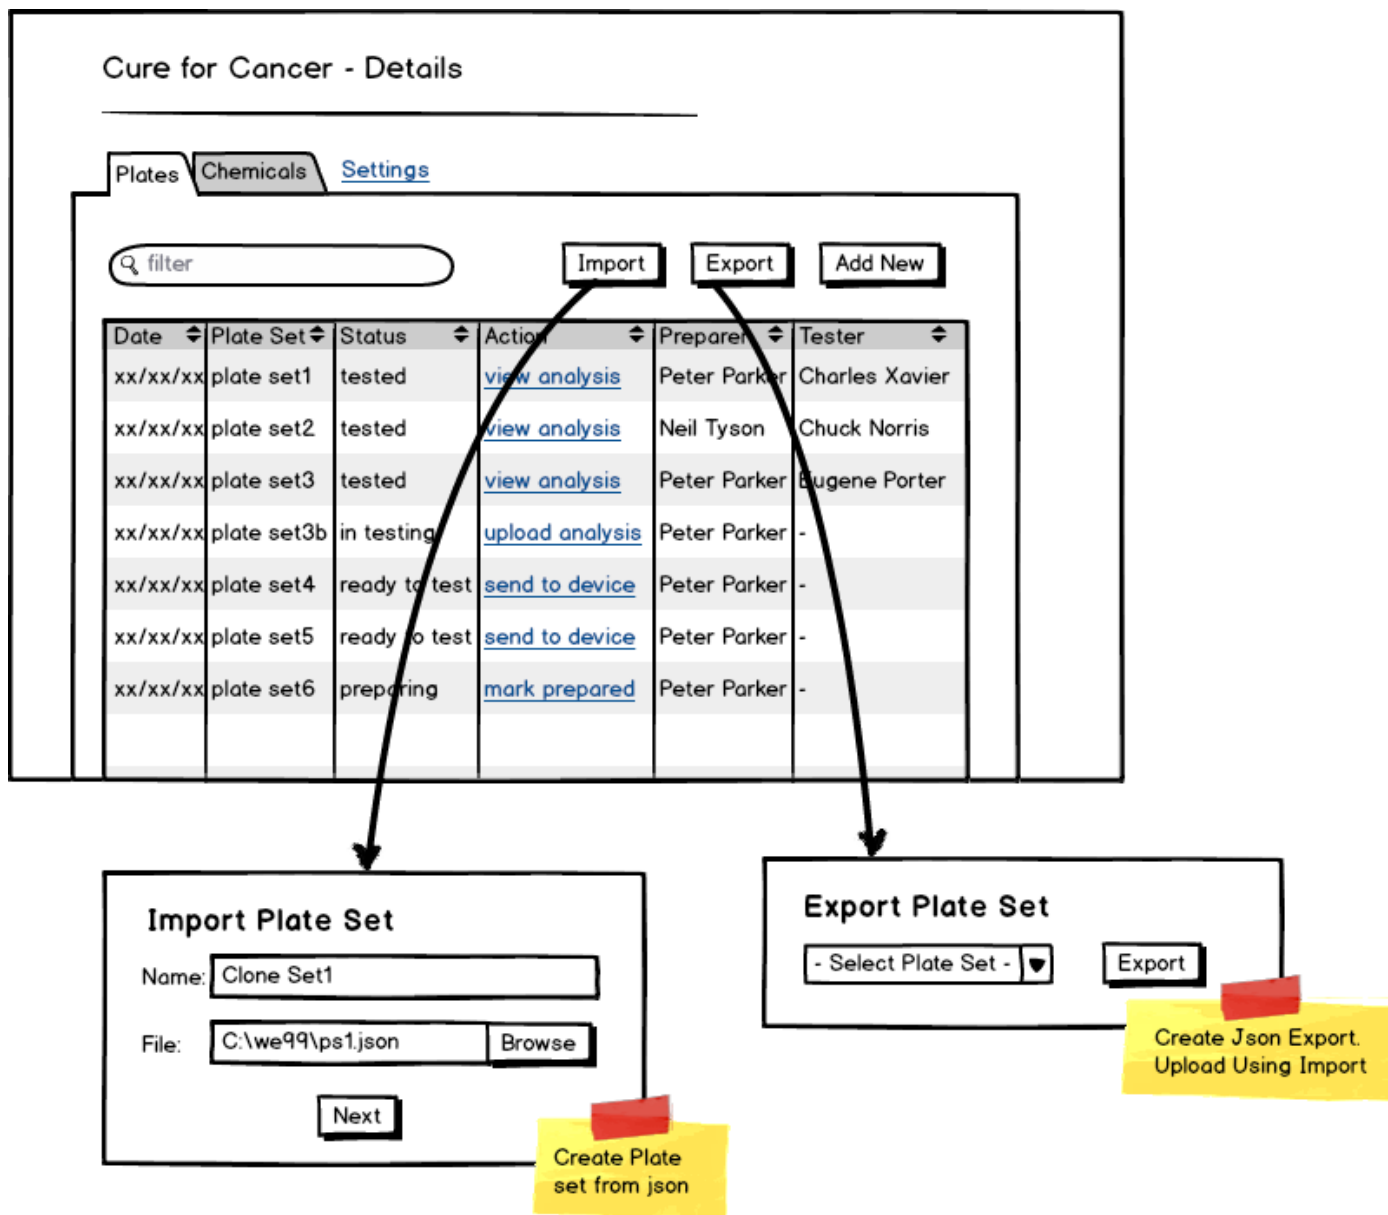 Cure for Cancer - Details
Plates Chemicals Settings
filter Import Export Add New
Date Plate Set Status Action Preparer Tester
xx/xx/xx plate set1 tested view analysis Peter Parker Charles Xavier
xx/xx/xx plate set2 tested view analysis Neil Tyson Chuck Norris
xx/xx/xx plate set3 tested view analysis Peter Parker Eugene Porter
xx/xx/xx plate set3b in testing upload analysis Peter Parker -
xx/xx/xx plate set4 ready to test send to device Peter Parker -
xx/xx/xx plate set5 ready to test send to device Peter Parker -
xx/xx/xx plate set6 preparing mark prepared Peter Parker -
Import Plate Set
Name: Clone Set1
File: C:\we99\ps1.json Browse
Next
Create Plate
set from json
Export Plate Set
- Select Plate Set - Export
Create Json Export.
Upload Using Import